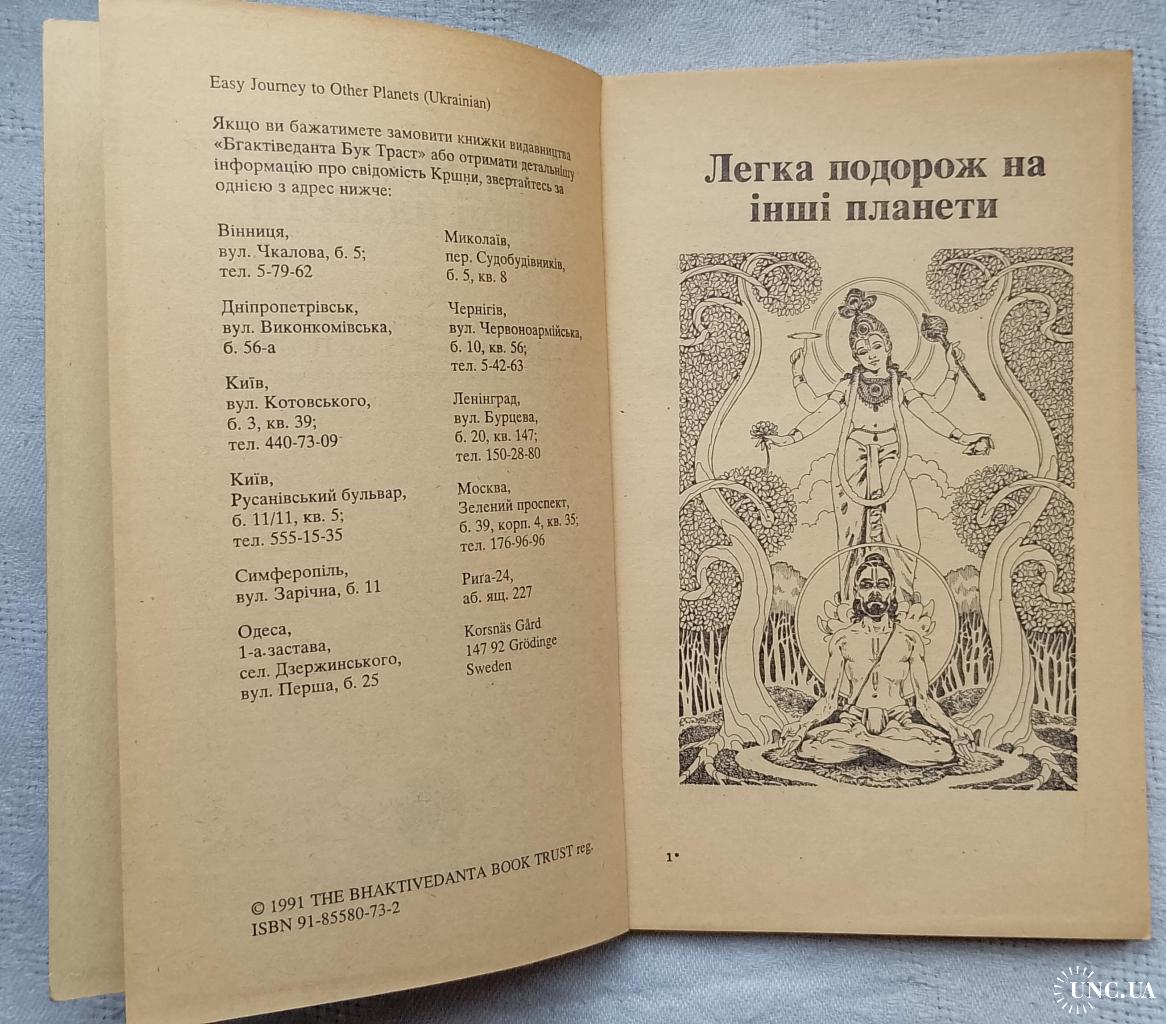 Easy Journey to Other Planets (Ukrainian)
Якщо ви бажатимете замовити книжки видавництва
«Бгактіведанта Бук Траст» або отримати детальнішу
інформацію про свідомість Кршни, звертайтесь за
однією з адрес нижче:
Вінниця,
вул. Чкалова, б. 5;
тел. 5-79-62
Дніпропетрівськ,
вул. Виконкомівська,
б. 56-а
Київ,
вул. Котовського,
б. 3, кв. 39;
тел. 440-73-09
Київ,
Русанівський бульвар,
б. 11/11, кв. 5;
тел. 555-15-35
Симферопіль,
вул. Зарічна, б. 11
Одеса,
1-а застава,
сел. Дзержинського,
вул. Перша, б. 25
Миколаїв,
пер. Судобудівників,
б. 5, кв. 8
Чернігів,
вул. Червоноармійська,
б. 10, кв. 56;
тел. 5-42-63
Ленінград,
вул. Бурцева,
б. 20, кв. 147;
тел. 150-28-80
Москва,
Зелений проспект,
б. 39, корп. 4, кв. 35;
тел. 176-96-96
Риґа-24,
аб. ящ. 227
Korsnäs Gård
147 92 Grödinge
Sweden
© 1991 THE BHAKTIVEDANTA BOOK TRUST reg.
ISBN 91-85580-73-2
Легка подорож на
інші планети
1*
UNC.UA